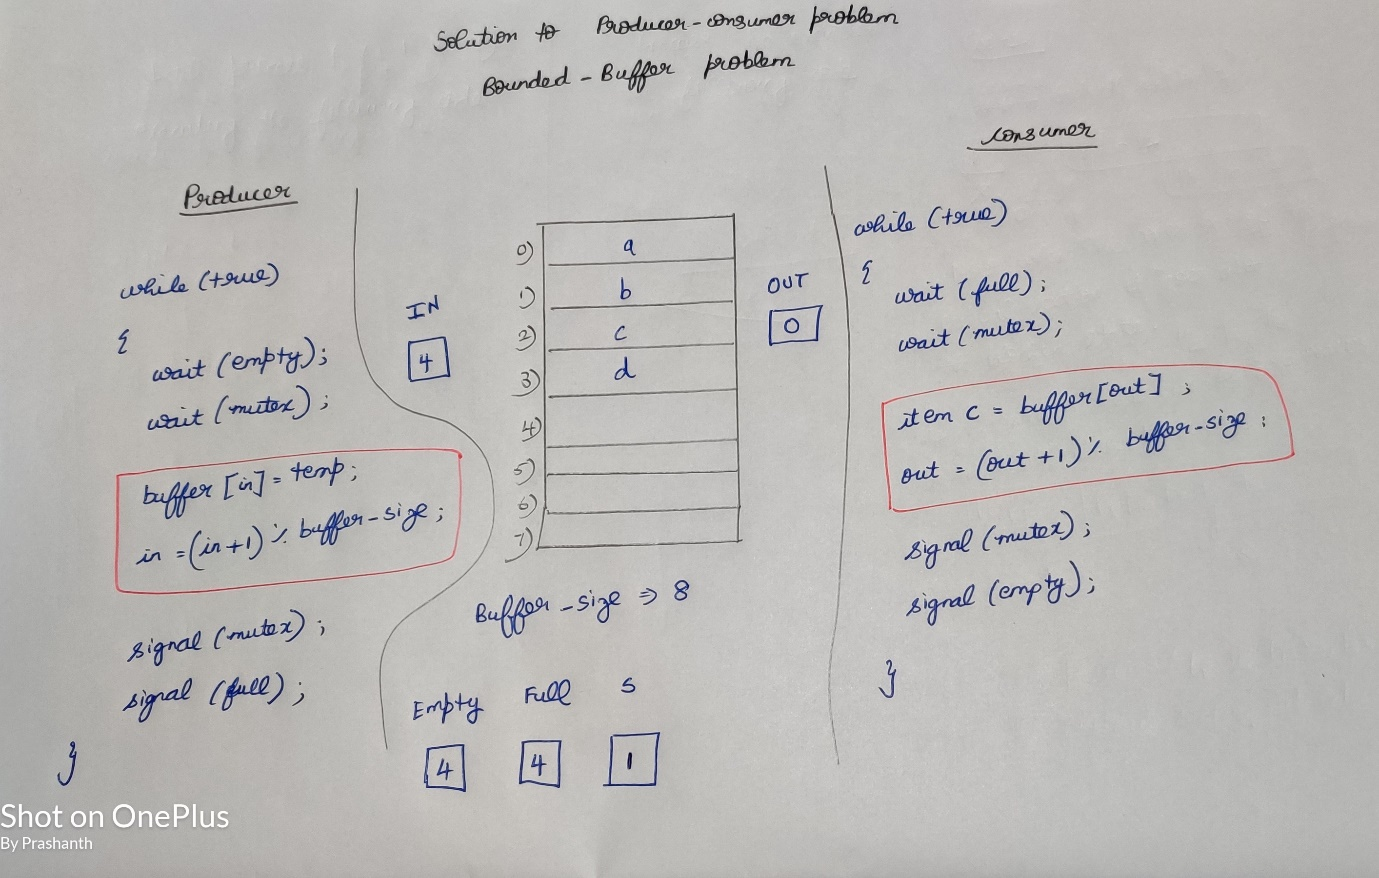 Solution to Producer-consumer problem
Bounded-Buffer problem
Producer
while (true)
{
wait (empty);
wait (mutex);
buffer [in] = temp;
in = (in+1) % buffer-size;
signal (mutex);
signal (full);
}
IN
4
0) a
1) b
2) c
3) d
4)
5)
6)
7)
OUT
0
Buffer-size ⇒ 8
Empty Full S
4 4 1
Consumer
while (true)
{
wait (full);
wait (mutex);
item c = buffer [out];
out = (out +1) % buffer-size;
signal (mutex);
signal (empty);
}
Shot on OnePlus
By Prashanth